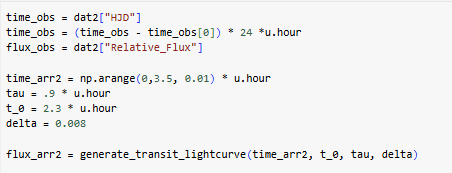 time_obs = dat2["HJD"]
time_obs = (time_obs - time_obs[0]) * 24 *u.hour
flux_obs = dat2["Relative_Flux"]
time_arr2 = np.arange(0,3.5, 0.01) * u.hour
tau = .9 * u.hour
t_0 = 2.3 * u.hour
delta = 0.008
flux_arr2 = generate_transit_lightcurve(time_arr2, t_0, tau, delta)